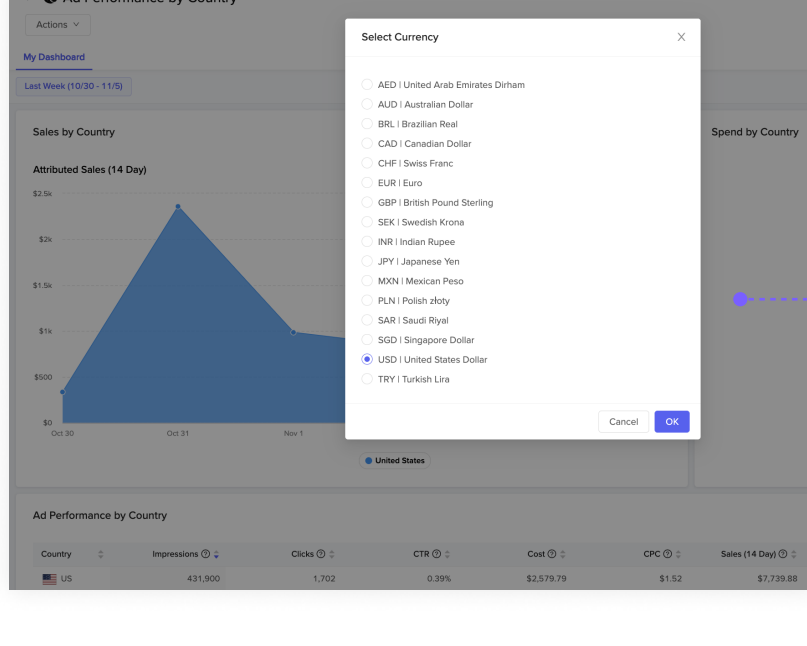 Ad Performance by Country
Actions
My Dashboard
Last Week (10/30 - 11/5)
Select Currency
AED | United Arab Emirates Dirham
AUD | Australian Dollar
BRL | Brazilian Real
CAD | Canadian Dollar
CHF | Swiss Franc
EUR | Euro
GBP | British Pound Sterling
SEK | Swedish Krona
INR | Indian Rupee
JPY | Japanese Yen
MXN | Mexican Peso
PLN | Polish złoty
SAR | Saudi Riyal
SGD | Singapore Dollar
USD | United States Dollar
TRY | Turkish Lira
Cancel OK
Sales by Country
Attributed Sales (14 Day)
$2.5k
$2k
$1.5k
$1k
$500
$0
Oct 30 Oct 31 Nov 1
United States
Spend by Country
Ad Performance by Country
Country Impressions Clicks CTR Cost CPC Sales (14 Day)
US 431,900 1,702 0.39% $2,579.79 $1.52 $7,739.88